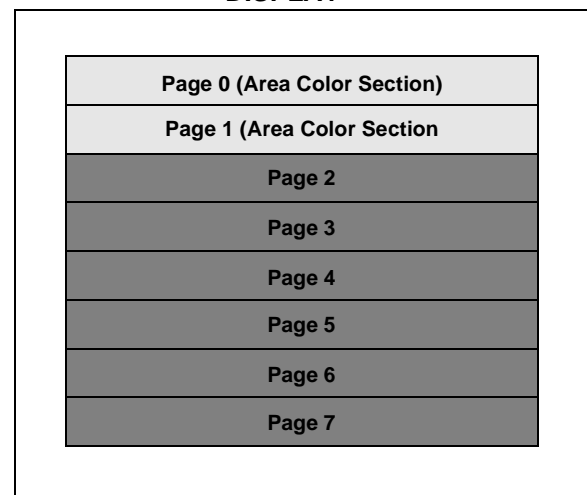 Page 0 (Area Color Section)
Page 1 (Area Color Section
Page 2
Page 3
Page 4
Page 5
Page 6
Page 7